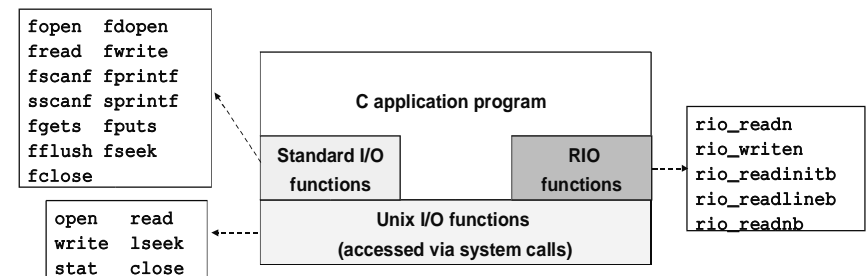 fopen fdopen
fread fwrite
fscanf fprintf
sscanf sprintf
fgets fputs
fflush fseek
fclose
C application program
Standard I/O
functions
RIO
functions
rio_readn
rio_writen
rio_readinitb
rio_readlineb
rio_readnb
open read
write lseek
stat close
Unix I/O functions
(accessed via system calls)